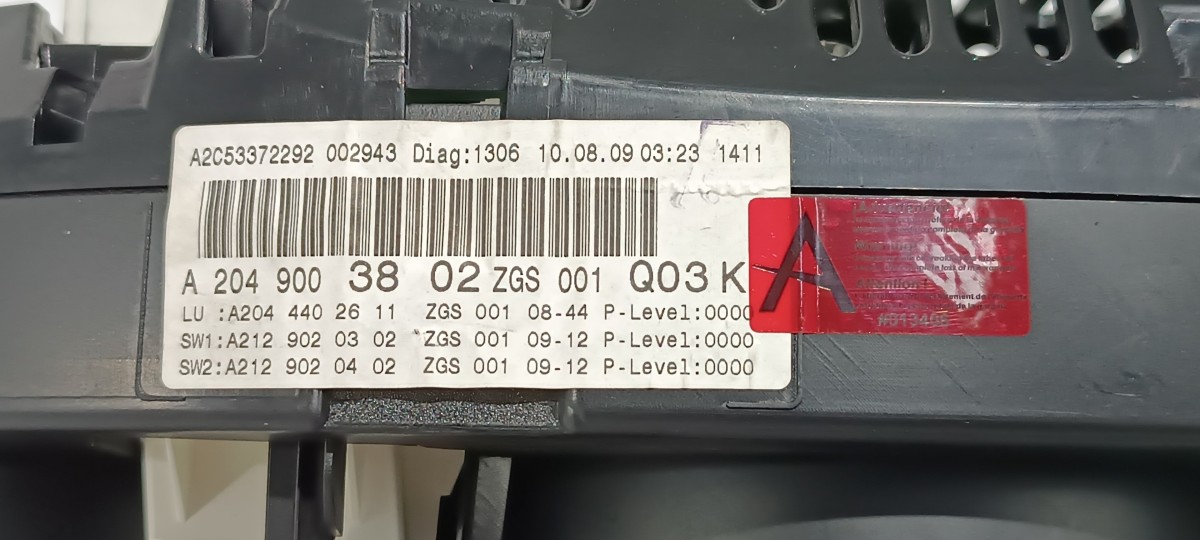 A2C53372292 002943 Diag:1306 10.08.09 03:23 1411
A 204 900 38 02 ZGS 001 Q03 K
LU :A204 440 26 11 ZGS 001 08-44 P-Level:0000
SW1:A212 902 03 02 ZGS 001 09-12 P-Level:0000
SW2:A212 902 04 02 ZGS 001 09-12 P-Level:0000
A